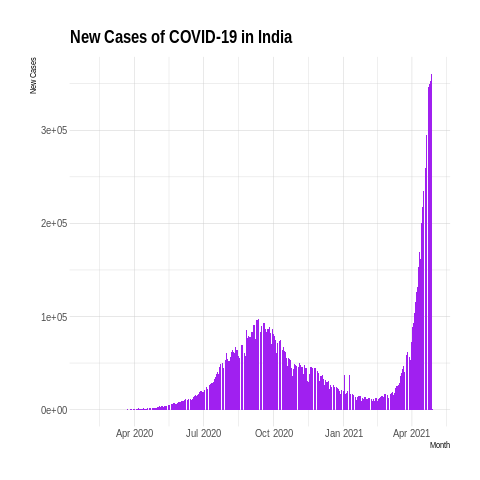 New Cases of COVID-19 in India
New Cases
3e+05
2e+05
1e+05
0e+00
Apr 2020 Jul 2020 Oct 2020 Jan 2021 Apr 2021
Month